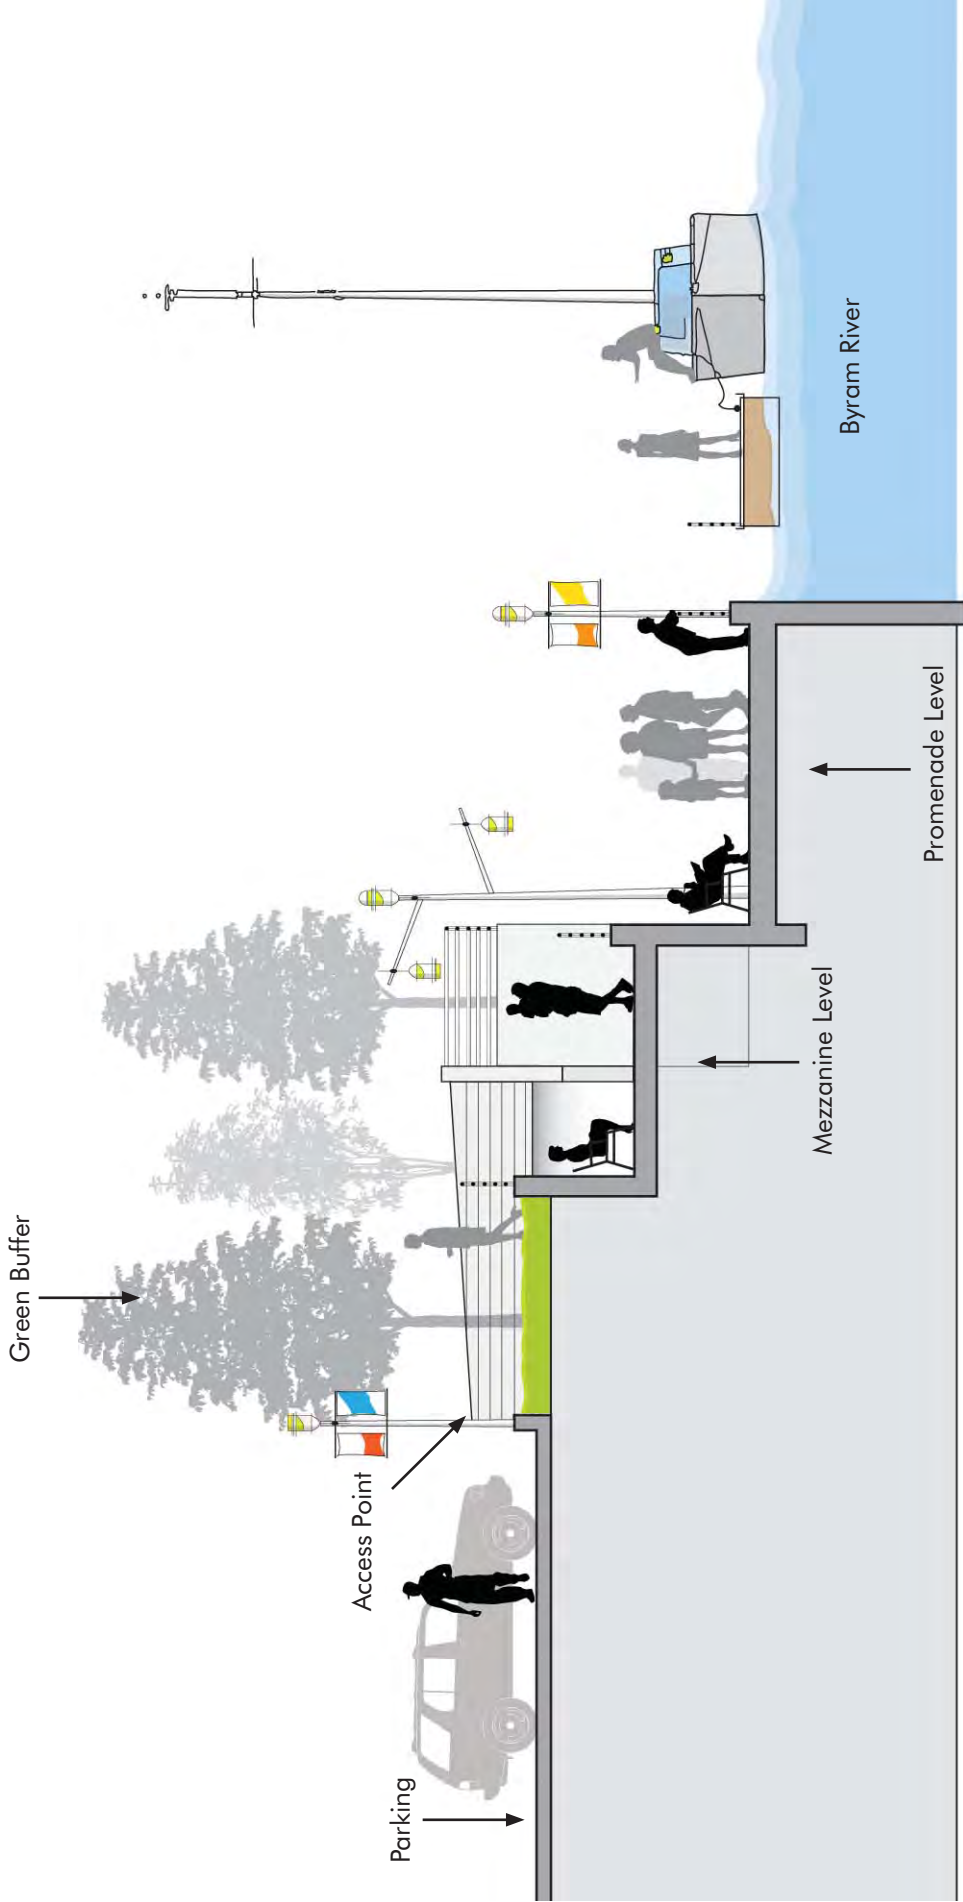 Green Buffer
Access Point
Parking
Mezzanine Level
Promenade Level
Byram River